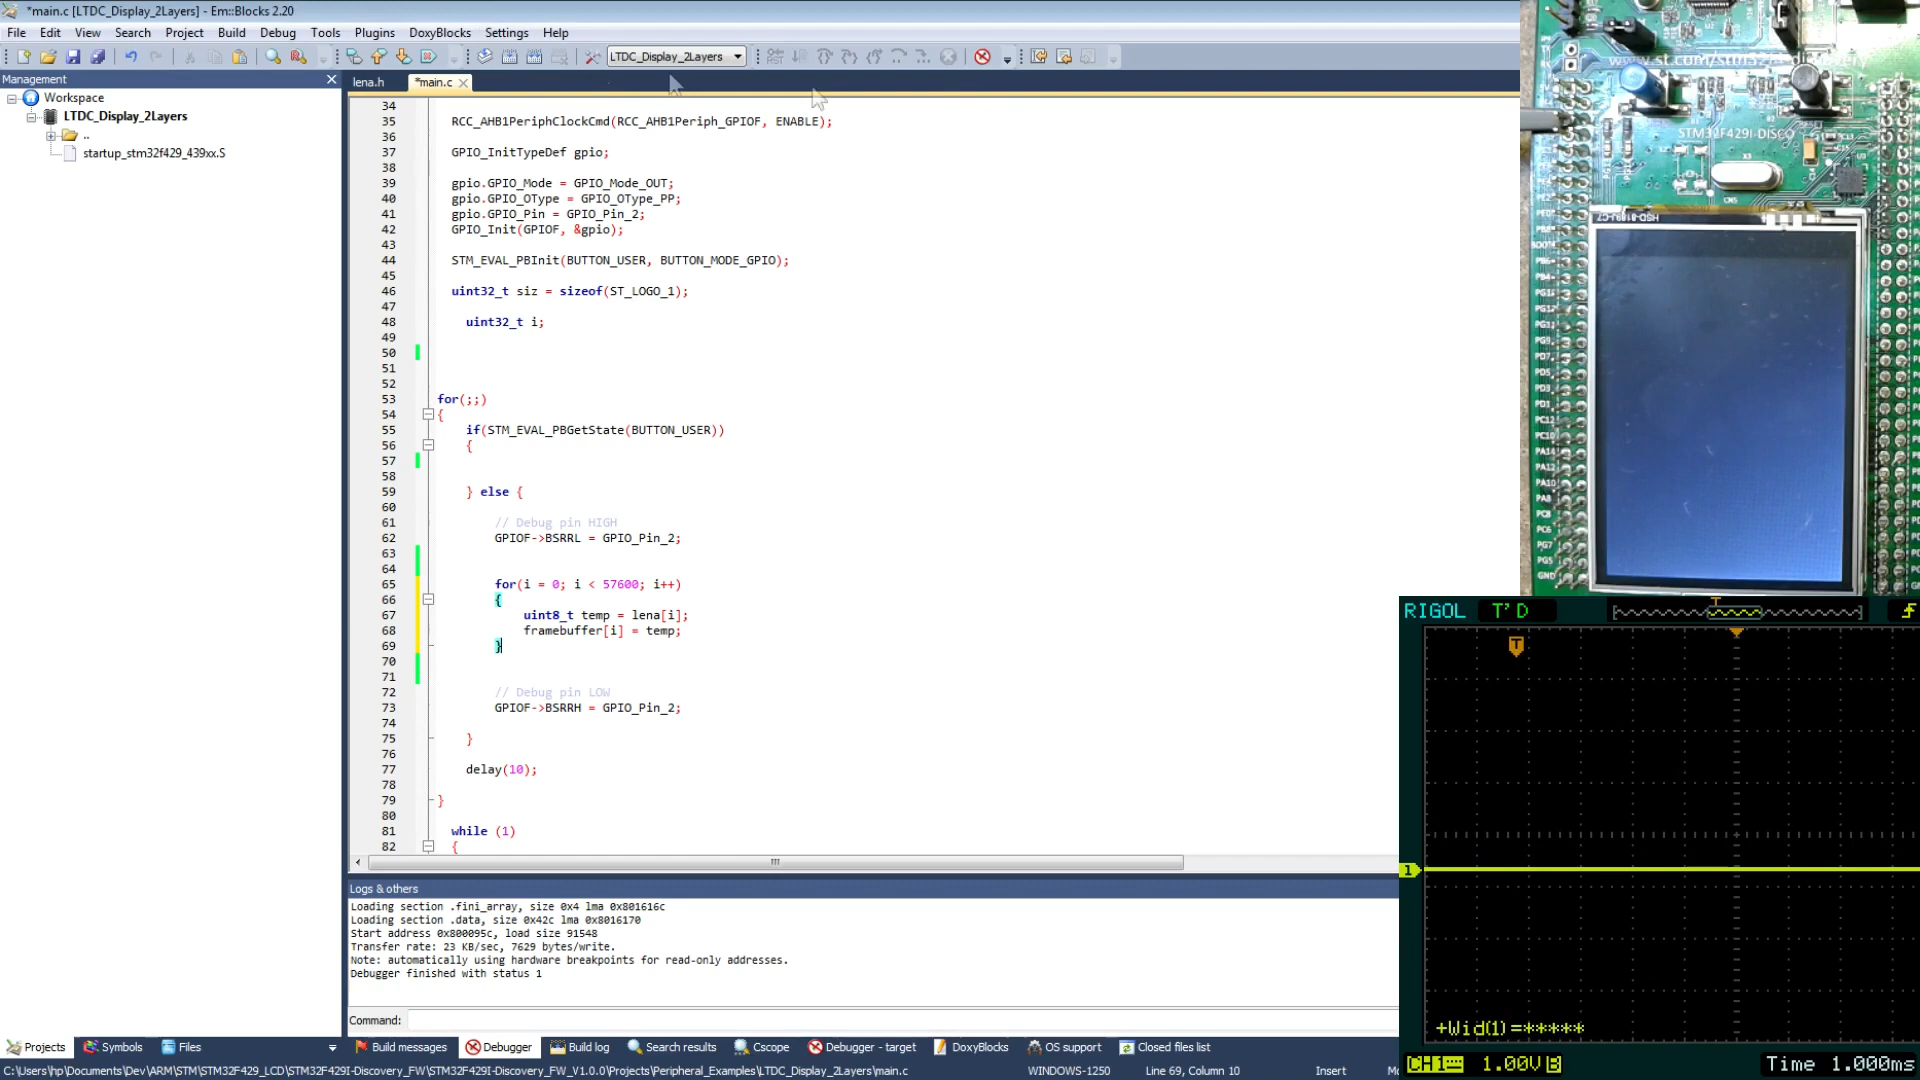 *main.c [LTDC_Display_2Layers] - Em::Blocks 2.20
File Edit View Search Project Build Debug Tools Plugins DoxyBlocks Settings Help
LTDC_Display_2Layers
Management
Workspace
LTDC_Display_2Layers
..
startup_stm32f429_439xx.S
lena.h *main.c
34
35 RCC_AHB1PeriphClockCmd(RCC_AHB1Periph_GPIOF, ENABLE);
36
37 GPIO_InitTypeDef gpio;
38
39 gpio.GPIO_Mode = GPIO_Mode_OUT;
40 gpio.GPIO_OType = GPIO_OType_PP;
41 gpio.GPIO_Pin = GPIO_Pin_2;
42 GPIO_Init(GPIOF, &gpio);
43
44 STM_EVAL_PBInit(BUTTON_USER, BUTTON_MODE_GPIO);
45
46 uint32_t siz = sizeof(ST_LOGO_1);
47
48 uint32_t i;
49
50
51
52
53 for(;;)
54 {
55 if(STM_EVAL_PBGetState(BUTTON_USER))
56 {
57
58
59 } else {
60
61 // Debug pin HIGH
62 GPIOF->BSRRL = GPIO_Pin_2;
63
64
65 for(i = 0; i < 57600; i++)
66 {
67 uint8_t temp = lena[i];
68 framebuffer[i] = temp;
69 }
70
71
72 // Debug pin LOW
73 GPIOF->BSRRH = GPIO_Pin_2;
74
75 }
76
77 delay(10);
78
79 }
80
81 while (1)
82 {
Logs & others
Loading section .fini_array, size 0x4 lma 0x801616c
Loading section .data, size 0x42c lma 0x8016170
Start address 0x800095c, load size 91548
Transfer rate: 23 KB/sec, 7629 bytes/write.
Note: automatically using hardware breakpoints for read-only addresses.
Debugger finished with status 1
Command:
Projects Symbols Files
Build messages Debugger Build log Search results Cscope Debugger - target DoxyBlocks OS support Closed files list
C:\Users\hp\Documents\Dev\ARM\STM\STM32F429_LCD\STM32F429I-Discovery_FW\STM32F429I-Discovery_FW_V1.0.0\Projects\Peripheral_Examples\LTDC_Display_2Layers\main.c WINDOWS-1250 Line 69, Column 10 Insert
STM32F429I-DISCO
RIGOL T'D
T
1
+Wid(1)=*****
CH1 1.00V B Time 1.000ms